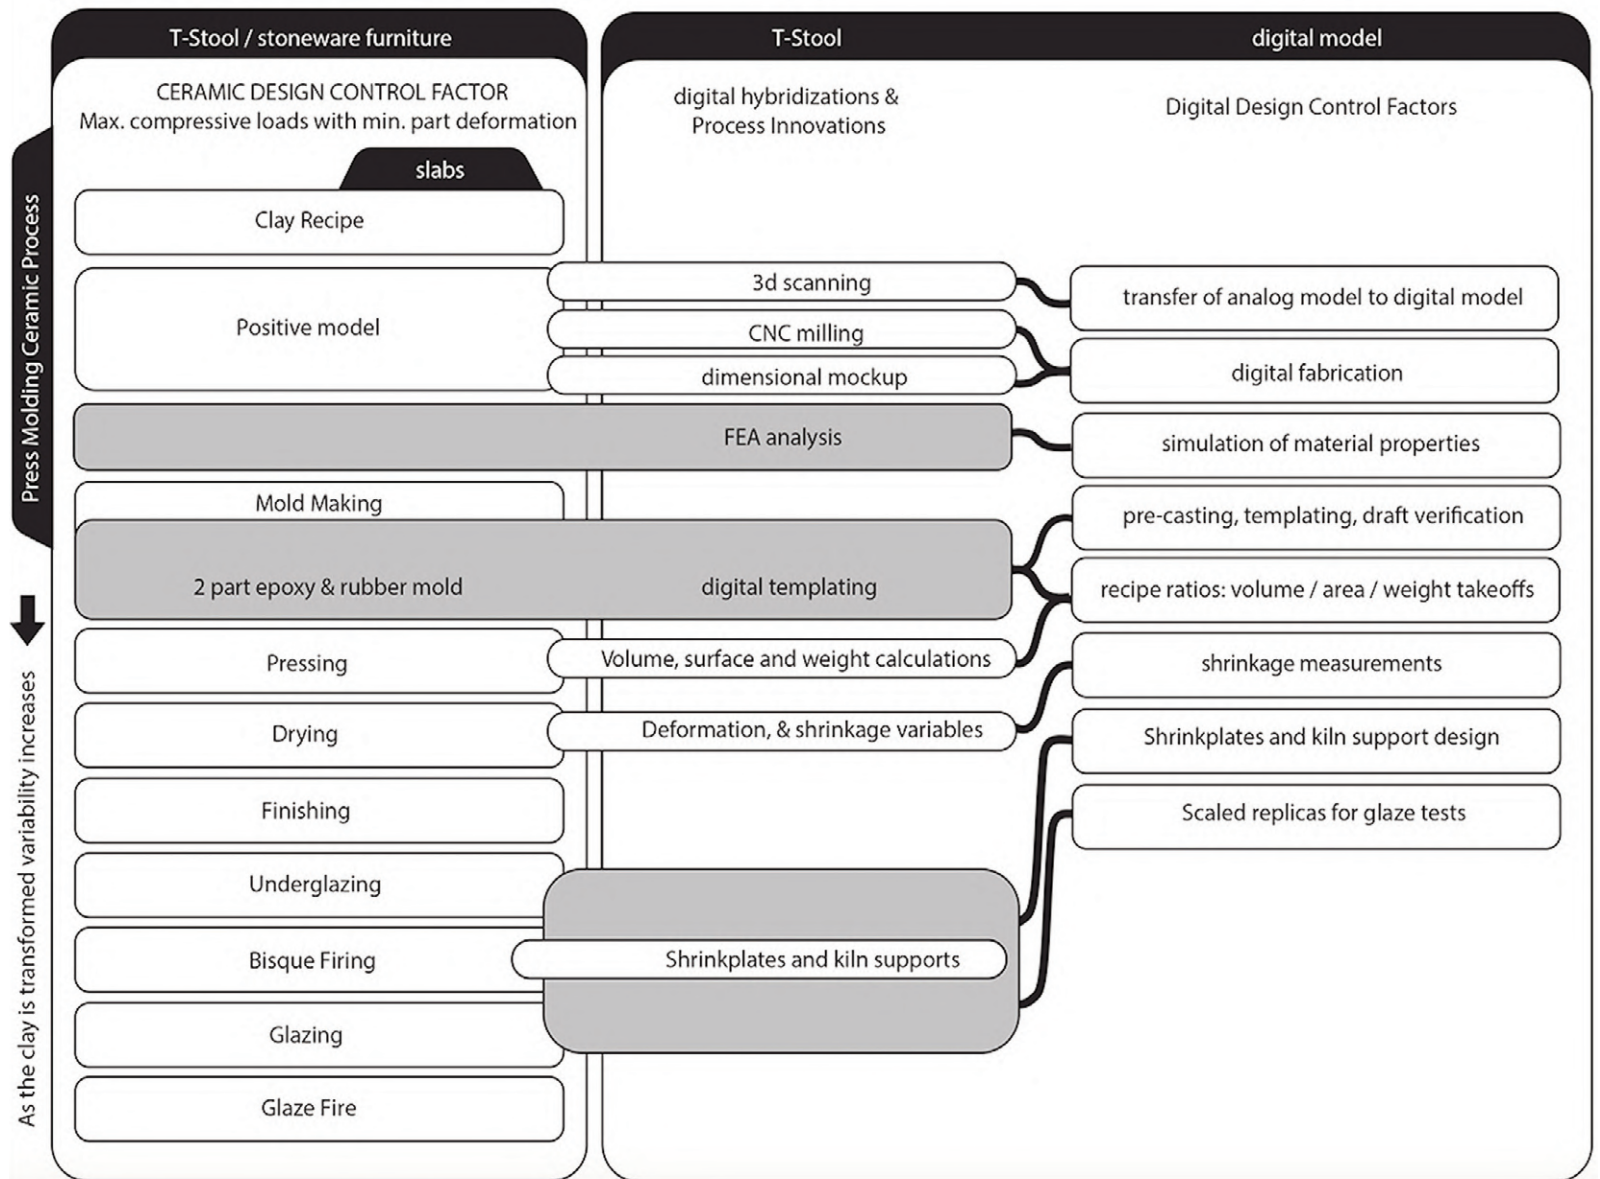 T-Stool / stoneware furniture
T-Stool
digital model
CERAMIC DESIGN CONTROL FACTOR
Max. compressive loads with min. part deformation
digital hybridizations &
Process Innovations
Digital Design Control Factors
Press Molding Ceramic Process
As the clay is transformed variability increases
slabs
Clay Recipe
Positive model
3d scanning
transfer of analog model to digital model
CNC milling
dimensional mockup
digital fabrication
FEA analysis
simulation of material properties
Mold Making
pre-casting, templating, draft verification
2 part epoxy & rubber mold
digital templating
recipe ratios: volume / area / weight takeoffs
Pressing
Volume, surface and weight calculations
shrinkage measurements
Drying
Deformation, & shrinkage variables
Shrinkplates and kiln support design
Finishing
Scaled replicas for glaze tests
Underglazing
Bisque Firing
Shrinkplates and kiln supports
Glazing
Glaze Fire